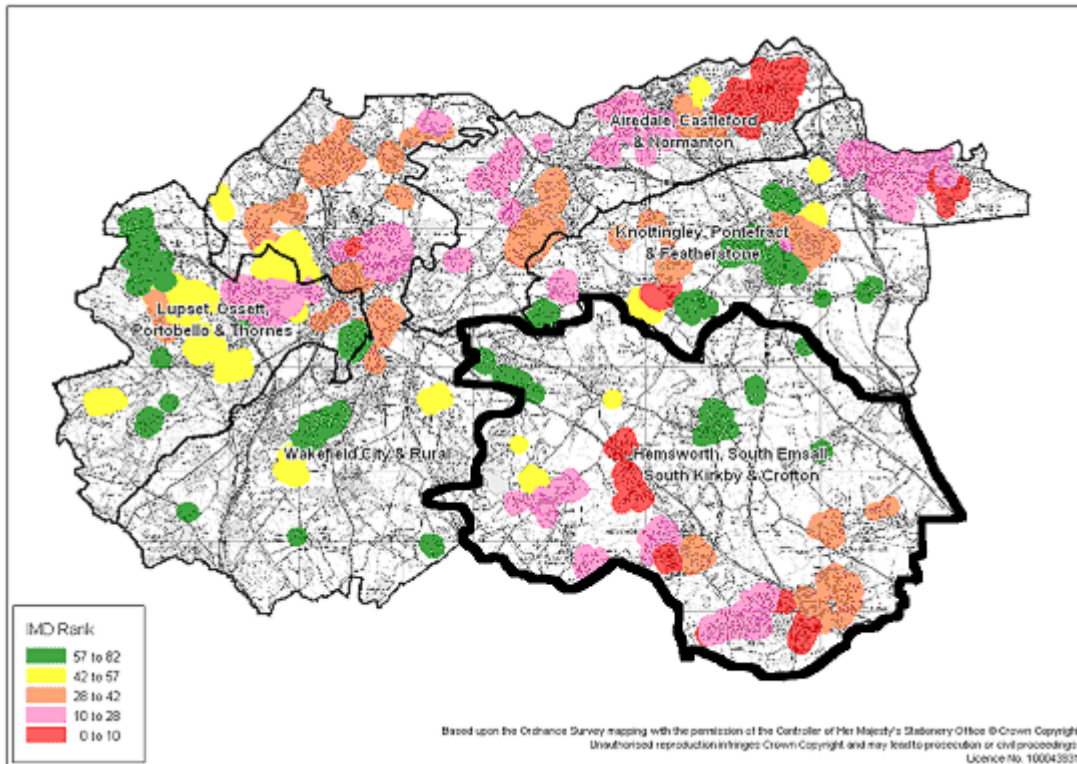 Airedale, Castleford
& Normanton
Knottingley, Pontefract
& Featherstone
Lupset, Ossett,
Portobello & Thornes
Wakefield City & Rural
Hemsworth, South Emsall,
South Kirkby & Crofton
IMD Rank
57 to 82
42 to 57
28 to 42
10 to 28
0 to 10
Based upon the Ordnance Survey mapping with the permission of the Controller of Her Majesty's Stationery Office © Crown Copyright
Unauthorised reproduction infringes Crown Copyright and may lead to prosecution or civil proceedings
Licence No. 100043931